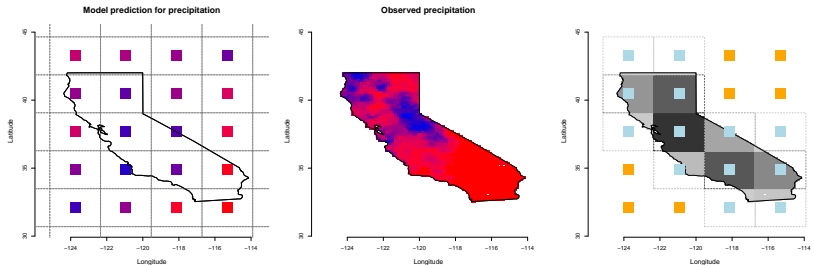 Model prediction for precipitation
Latitude
30 35 40 45
−124 −122 −120 −118 −116 −114
Longitude
Observed precipitation
Latitude
30 35 40 45
−124 −122 −120 −118 −116 −114
Longitude
Latitude
30 35 40 45
−124 −122 −120 −118 −116 −114
Longitude